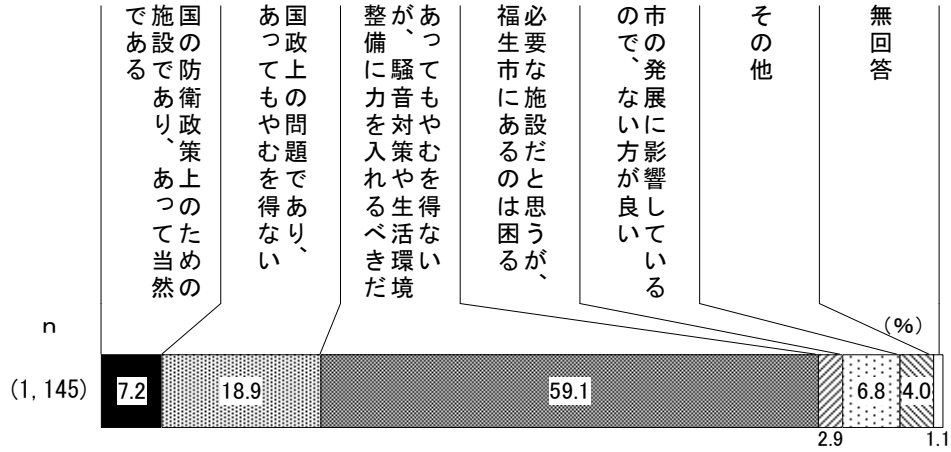 国の防衛政策上のための
施設であり、あって当然
である
国政上の問題であり、
あってもやむを得ない
あってもやむを得ない
が、騒音対策や生活環境
整備に力を入れるべきだ
必要な施設だと思うが、
福生市にあるのは困る
市の発展に影響している
ので、ない方が良い
その他
無回答
n
(%)
(1,145)
7.2
18.9
59.1
2.9
6.8
4.0
1.1